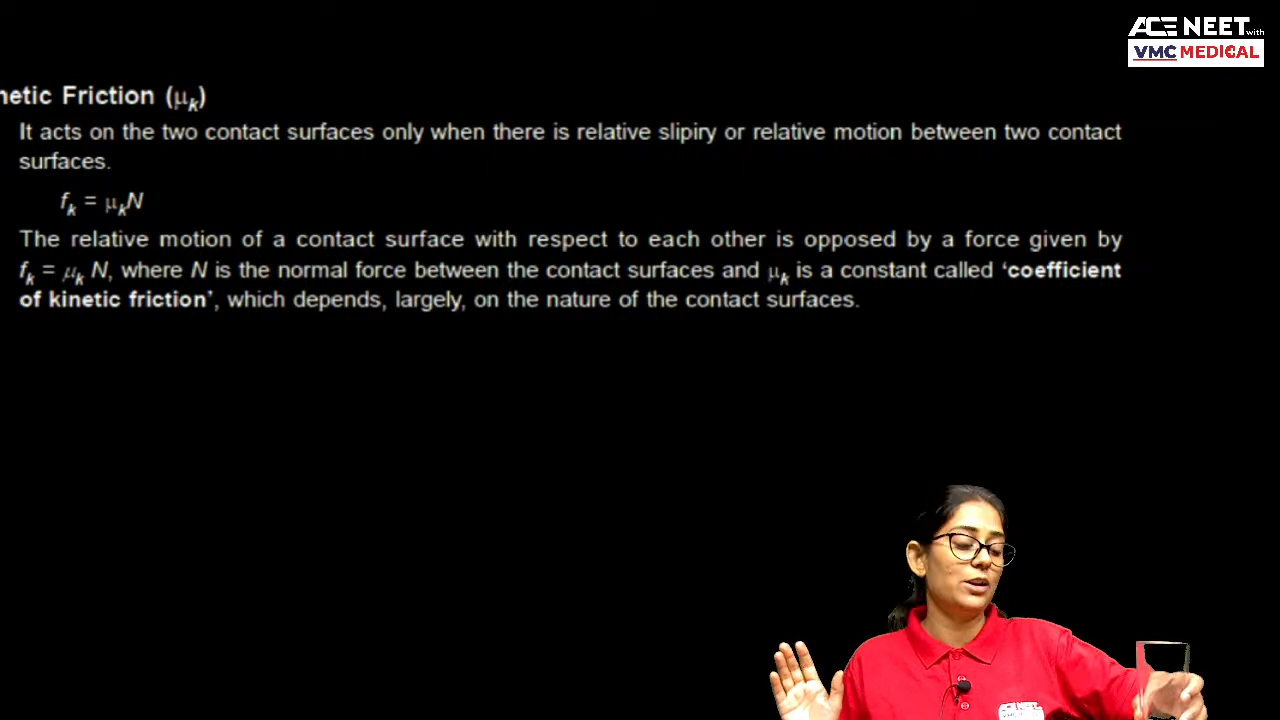 ACE NEET with
VMC MEDICAL
netic Friction (μk)
It acts on the two contact surfaces only when there is relative slipiry or relative motion between two contact
surfaces.
fk = μkN
The relative motion of a contact surface with respect to each other is opposed by a force given by
fk = μk N, where N is the normal force between the contact surfaces and μk is a constant called ‘coefficient
of kinetic friction’, which depends, largely, on the nature of the contact surfaces.
ACE NEET